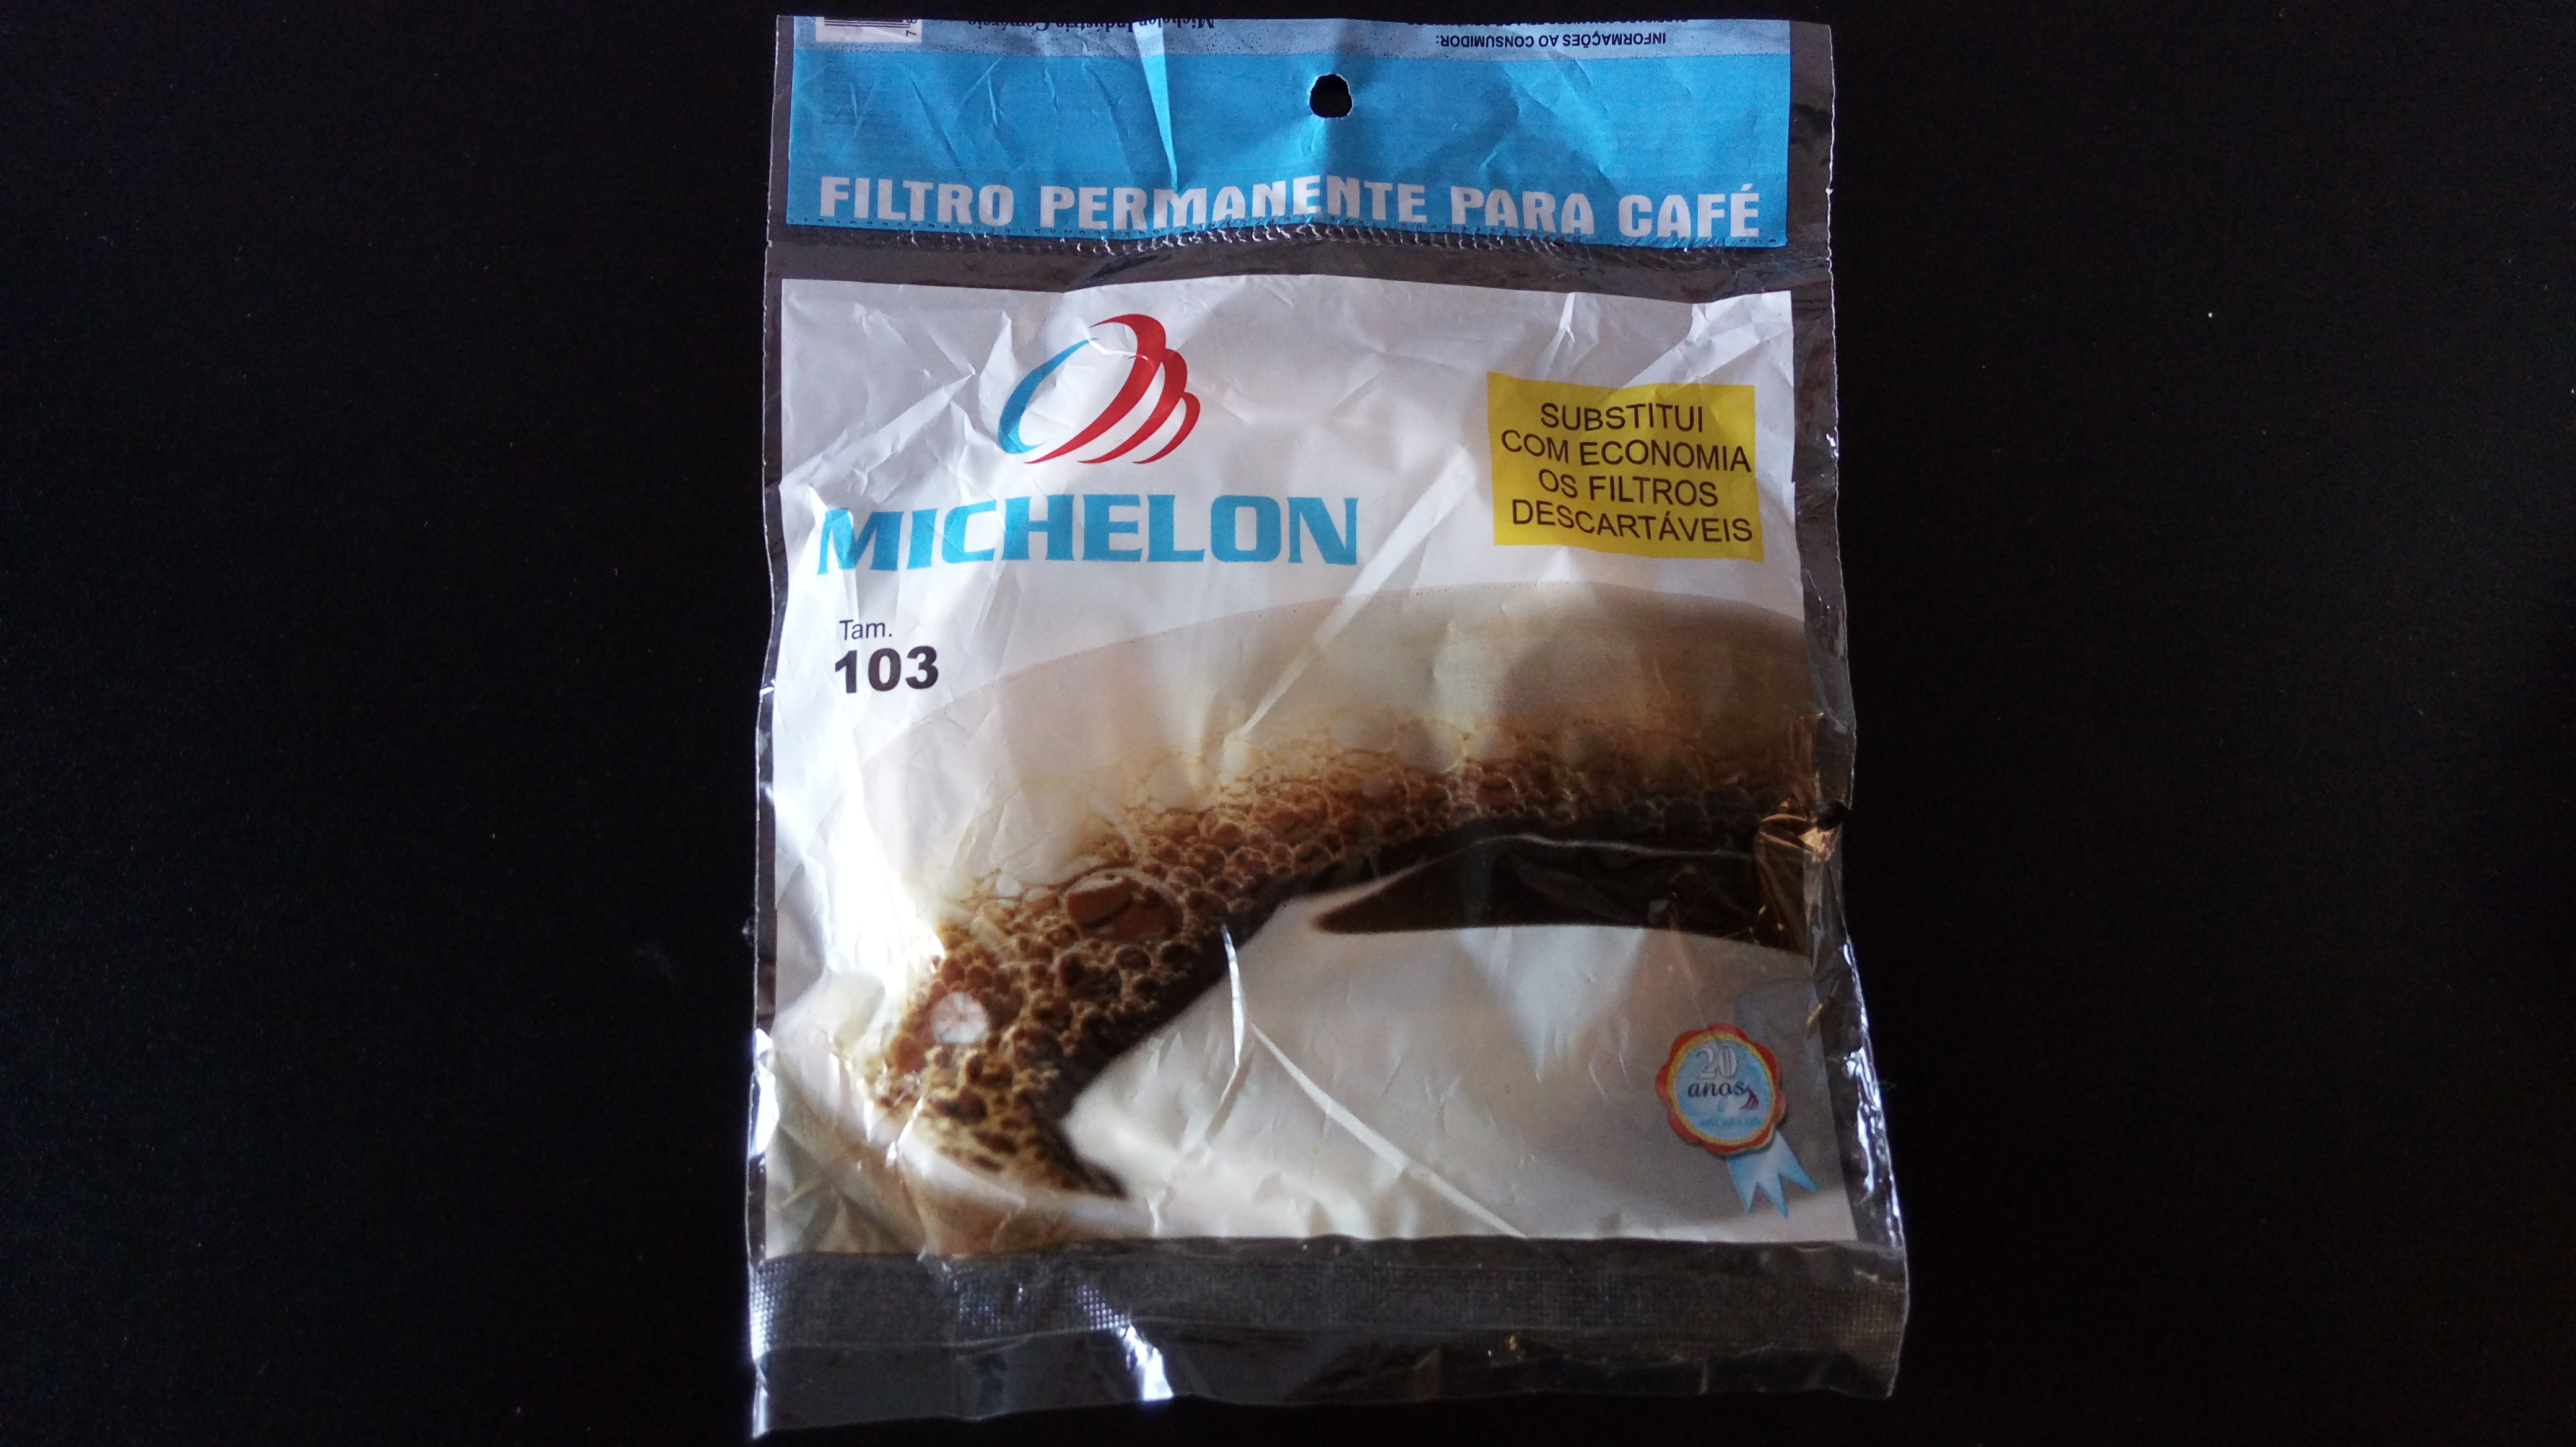 INFORMAÇÕES AO CONSUMIDOR:
FILTRO PERMANENTE PARA CAFÉ
SUBSTITUI
COM ECONOMIA
OS FILTROS
DESCARTÁVEIS
MICHELON
Tam.
103
20
anos